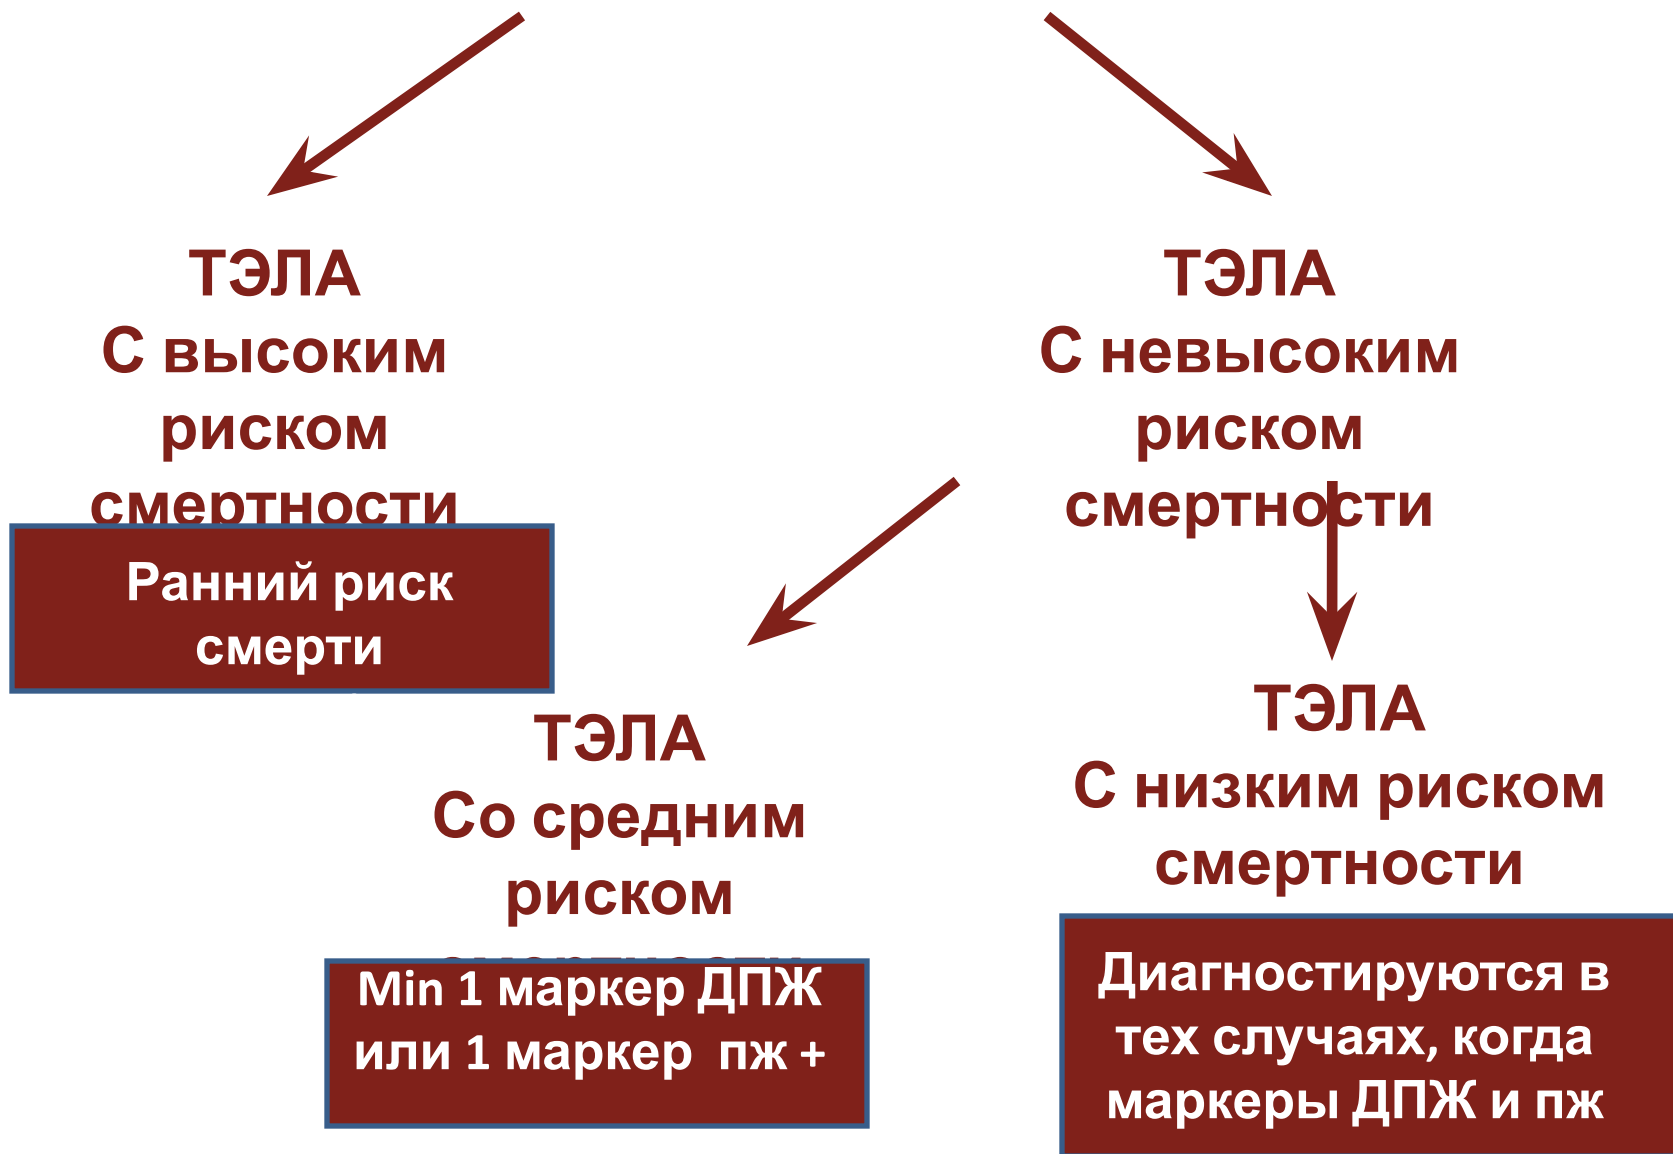 ТЭЛА
С высоким
риском
смертности
Ранний риск
смерти
ТЭЛА
С невысоким
риском
смертности
ТЭЛА
Со средним
риском
смертности
Min 1 маркер ДПЖ
или 1 маркер пж +
ТЭЛА
С низким риском
смертности
Диагностируются в
тех случаях, когда
маркеры ДПЖ и пж